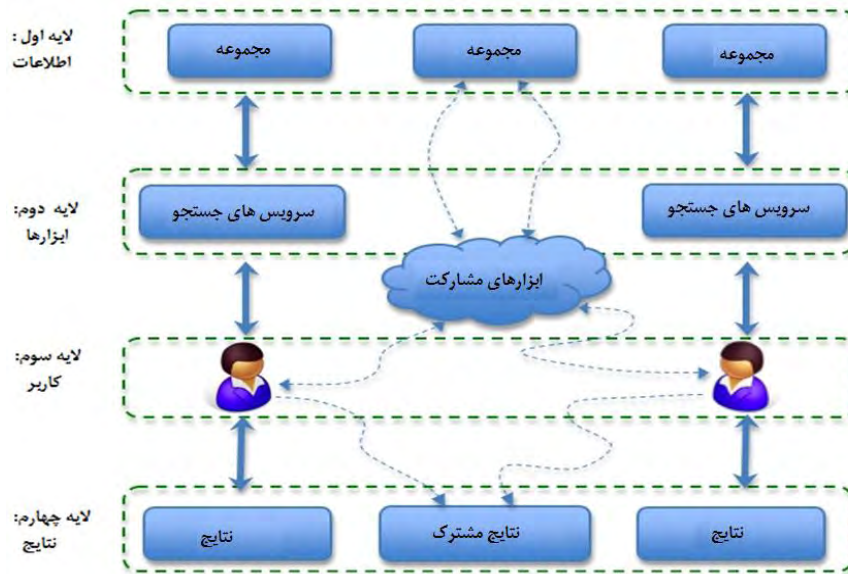 لایه اول :
اطلاعات
مجموعه
مجموعه
مجموعه
لایه دوم:
ابزارها
سرویس های جستجو
سرویس های جستجو
ابزارهای مشارکت
لایه سوم:
کاربر
لایه چهارم:
نتایج
نتایج
نتایج مشترک
نتایج